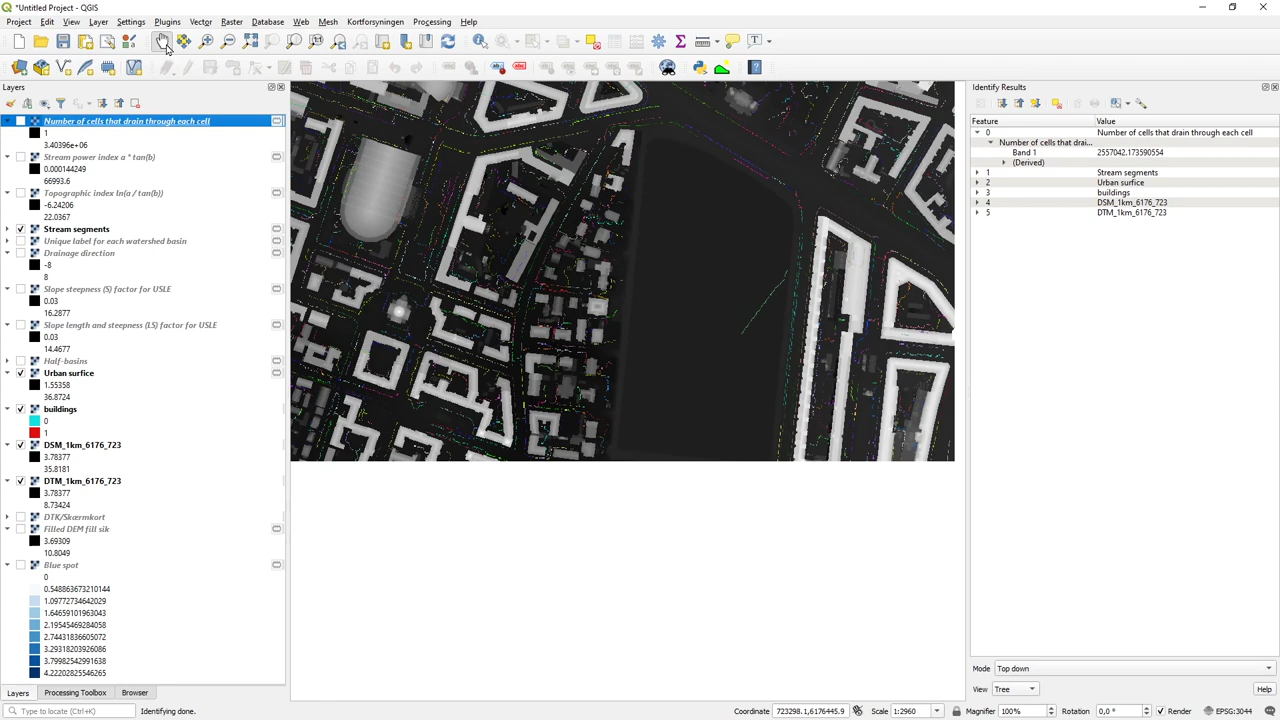 *Untitled Project - QGIS
Project Edit View Layer Settings Plugins Vector Raster Database Web Mesh Kortforsyningen Processing Help
Layers
Number of cells that drain through each cell
1
3.40396e+06
Stream power index a * tan(b)
0.000144249
66993.6
Topographic index ln(a / tan(b))
-6.24206
22.0367
Stream segments
Unique label for each watershed basin
Drainage direction
-8
8
Slope steepness (S) factor for USLE
0.03
16.2877
Slope length and steepness (LS) factor for USLE
0.03
14.4677
Half-basins
Urban surfice
1.55358
36.8724
buildings
0
1
DSM_1km_6176_723
3.78377
35.8181
DTM_1km_6176_723
3.78377
8.73424
DTK/Skærmkort
Filled DEM fill sik
3.69309
10.8049
Blue spot
0
0.548863673210144
1.09772734642029
1.64659101963043
2.19545469284058
2.74431836605072
3.29318203926086
3.79982542991638
4.22202825546265
Layers Processing Toolbox Browser
Identify Results
Feature Value
0 Number of cells that drain through each cell
Number of cells that drai...
Band 1 2557042.173590554
(Derived)
1 Stream segments
2 Urban surfice
3 buildings
4 DSM_1km_6176_723
5 DTM_1km_6176_723
Mode Top down
View Tree Help
Type to locate (Ctrl+K) Identifying done. Coordinate 723298.1,6176445.9 Scale 1:2960 Magnifier 100% Rotation 0,0 ° Render EPSG:3044